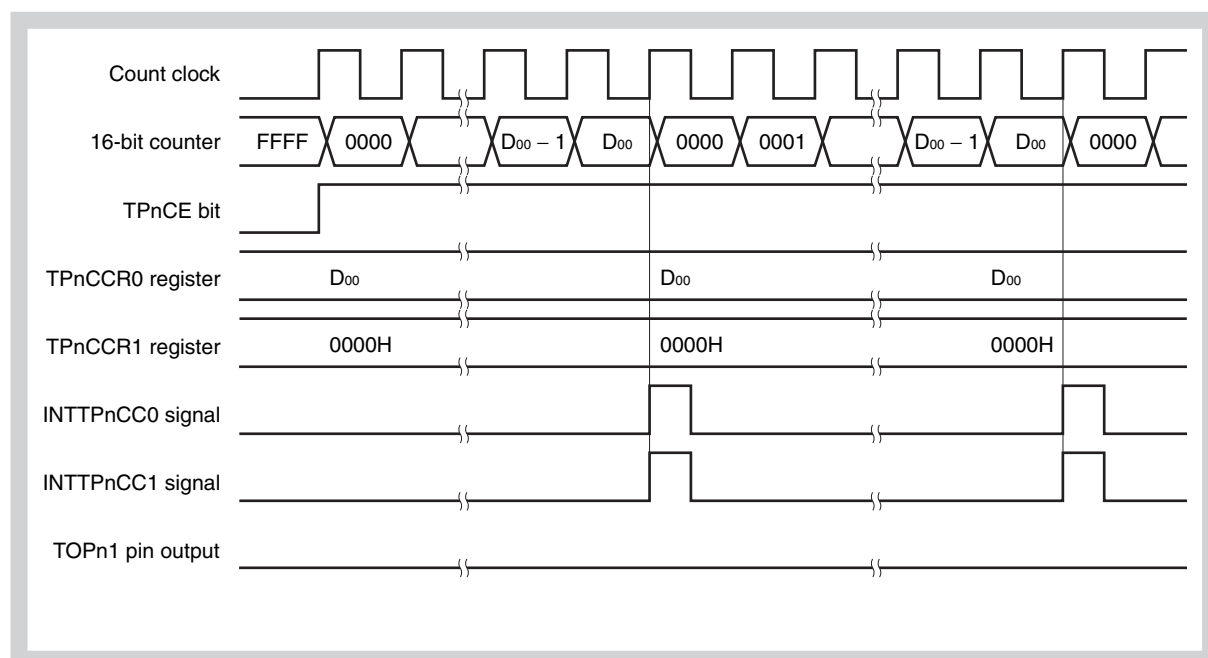 Count clock
16-bit counter FFFF 0000 D00 − 1 D00 0000 0001 D00 − 1 D00 0000
TPnCE bit
TPnCCR0 register D00 D00 D00
TPnCCR1 register 0000H 0000H 0000H
INTTPnCC0 signal
INTTPnCC1 signal
TOPn1 pin output